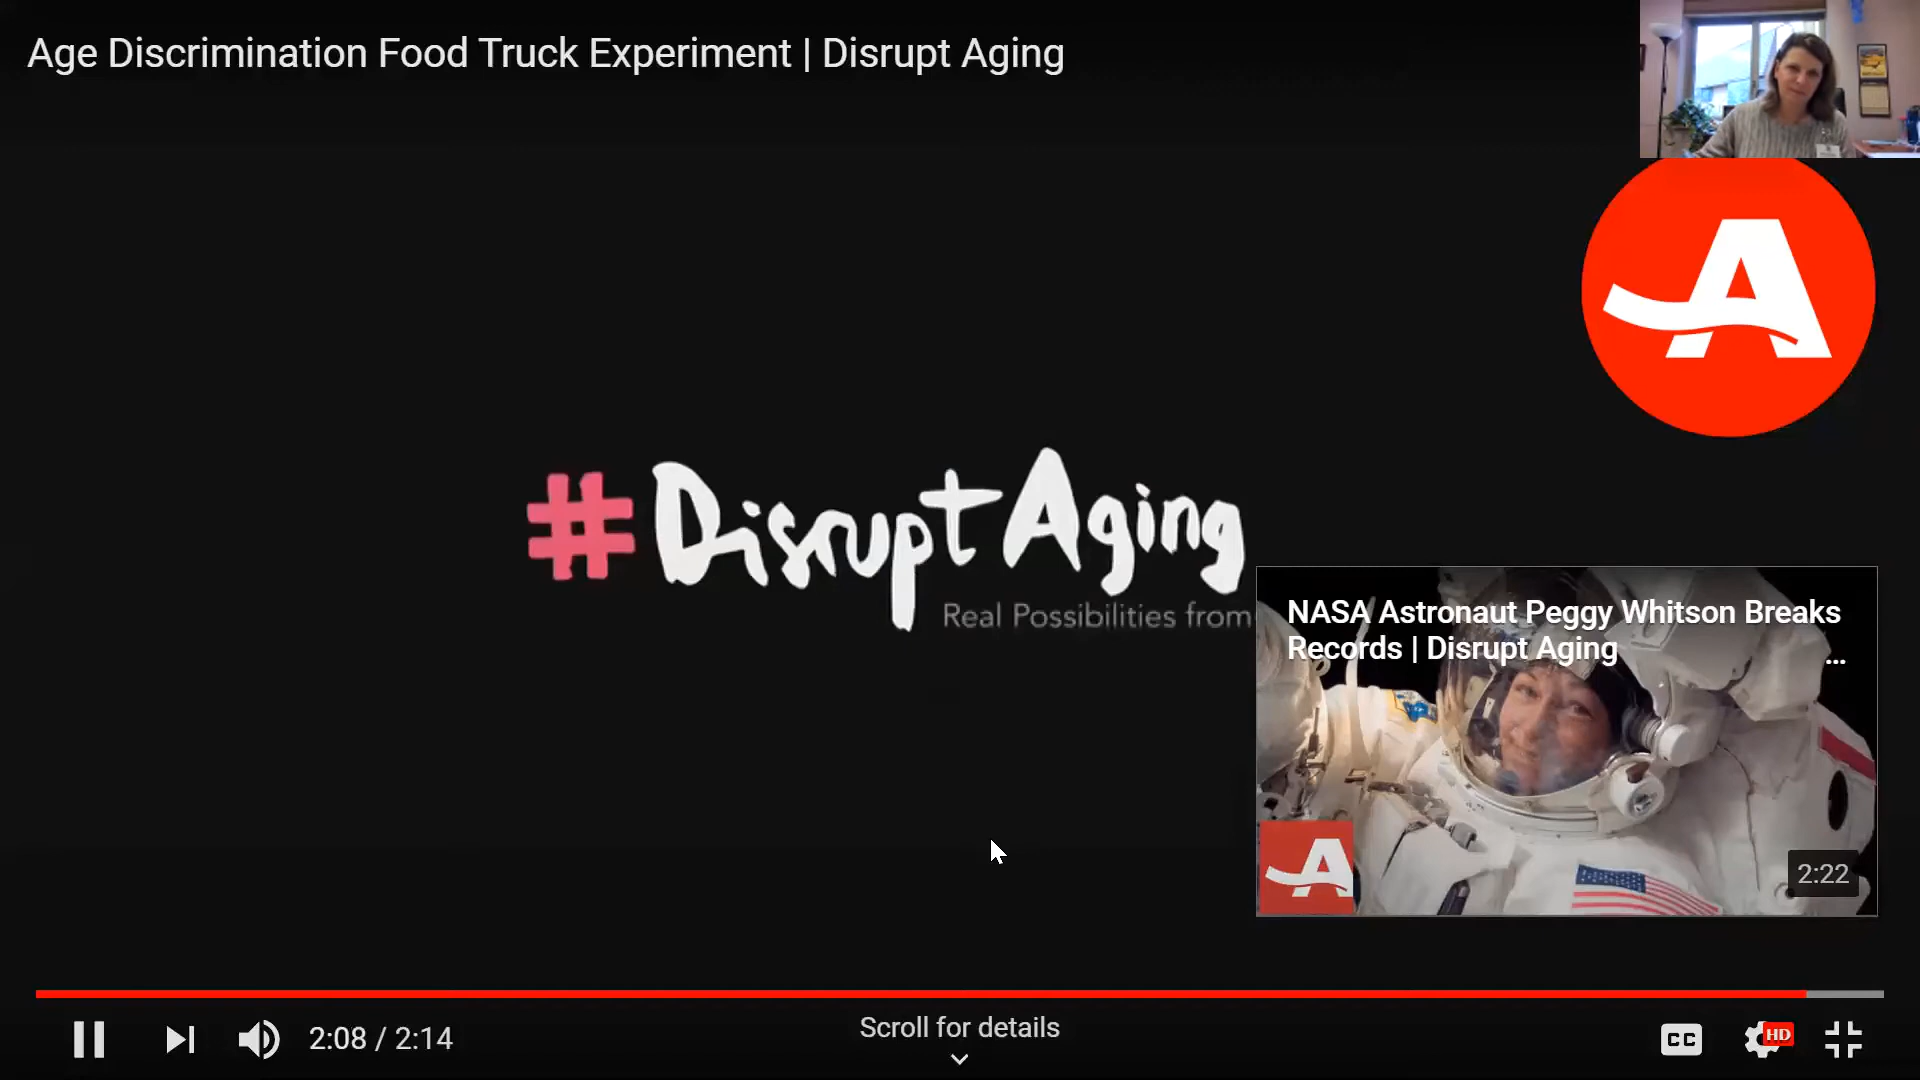 Age Discrimination Food Truck Experiment | Disrupt Aging
#DisruptAging
Real Possibilities from
NASA Astronaut Peggy Whitson Breaks
Records | Disrupt Aging
...
2:22
2:08 / 2:14
Scroll for details
CC
HD